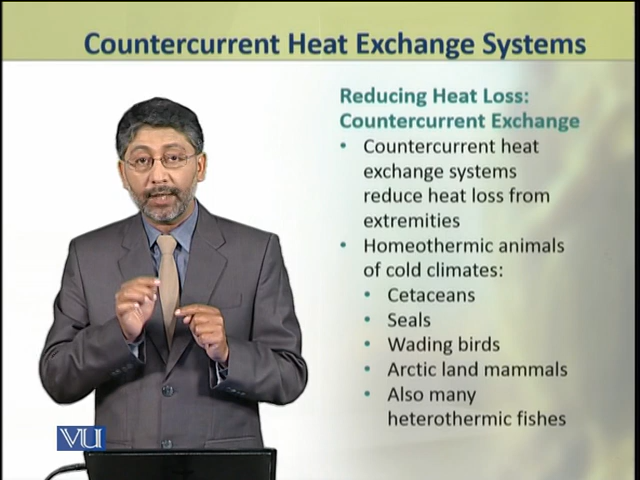 Countercurrent Heat Exchange Systems
Reducing Heat Loss:
Countercurrent Exchange
• Countercurrent heat
exchange systems
reduce heat loss from
extremities
• Homeothermic animals
of cold climates:
• Cetaceans
• Seals
• Wading birds
• Arctic land mammals
• Also many
heterothermic fishes
VU